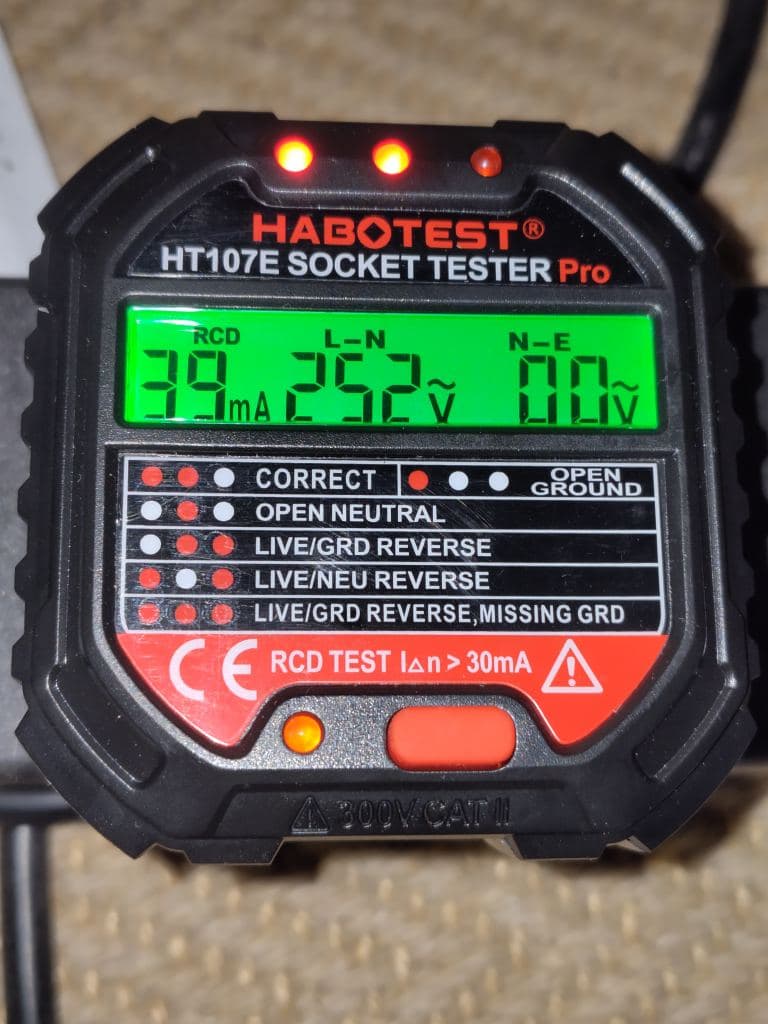 HABOTEST®
HT107E SOCKET TESTER Pro
RCD L-N N-E
39mA 252V~ 00V~
CORRECT
OPEN GROUND
OPEN NEUTRAL
LIVE/GRD REVERSE
LIVE/NEU REVERSE
LIVE/GRD REVERSE,MISSING GRD
CE RCD TEST I△n > 30mA
300V CAT II